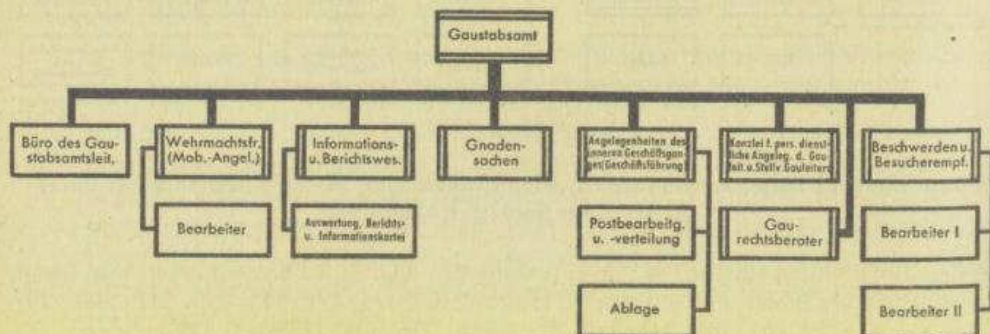 Gaustabsamt
Büro des Gau-
stabsamtsleit.
Wehrmachtsfr.
(Mob.-Angel.)
Informations-
u. Berichtswes.
Gnaden-
sachen
Angelegenheiten des
inneren Geschäftsgan-
ges(Geschäftsführung)
Kanzlei f. pers. dienst-
liche Angeleg. d. Gau-
leit. u. Stellv. Gauleiters
Beschwerden u.
Besucherempf.
Bearbeiter
Auswertung, Berichts-
u. Informationskartei
Postbearbeitg.
u. -verteilung
Gau-
rechtsberater
Bearbeiter I
Ablage
Bearbeiter II